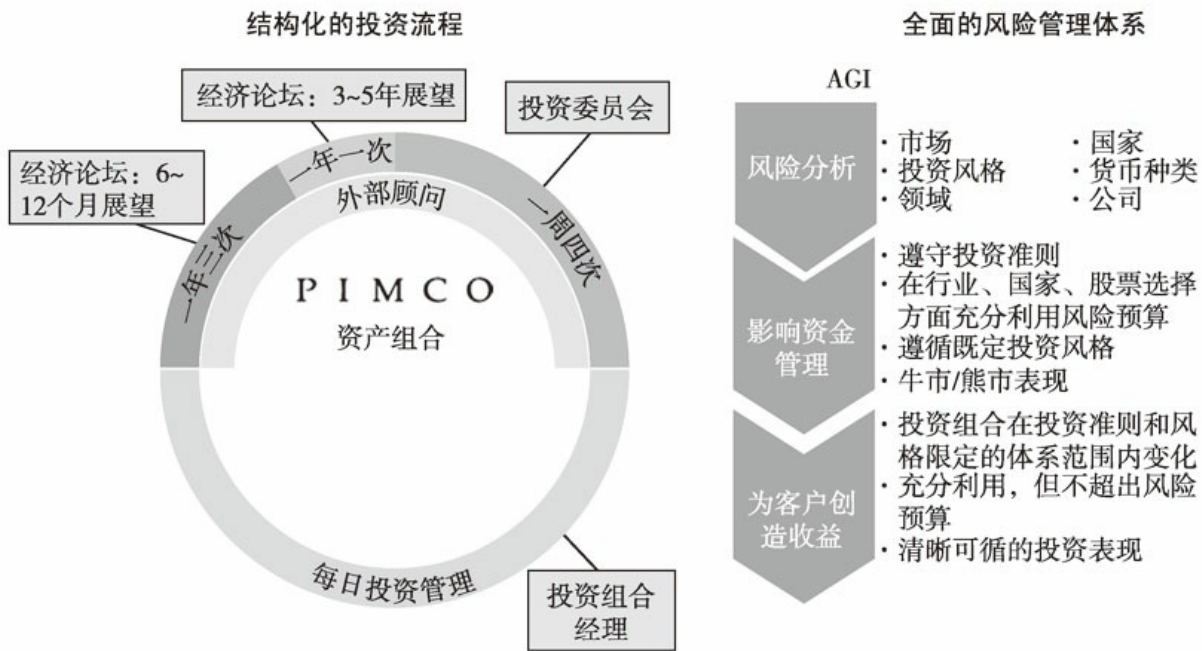 结构化的投资流程
经济论坛：3~5年展望
投资委员会
经济论坛：6~
12个月展望
一年一次
一年三次
外部顾问
一周四次
PIMCO
资产组合
每日投资管理
投资组合
经理
全面的风险管理体系
AGI
风险分析
·市场
·国家
·投资风格
·货币种类
·领域
·公司
影响资金
管理
·遵守投资准则
·在行业、国家、股票选择
方面充分利用风险预算
·遵循既定投资风格
·牛市/熊市表现
为客户创
造收益
·投资组合在投资准则和风
格限定的体系范围内变化
·充分利用，但不超出风险
预算
·清晰可循的投资表现